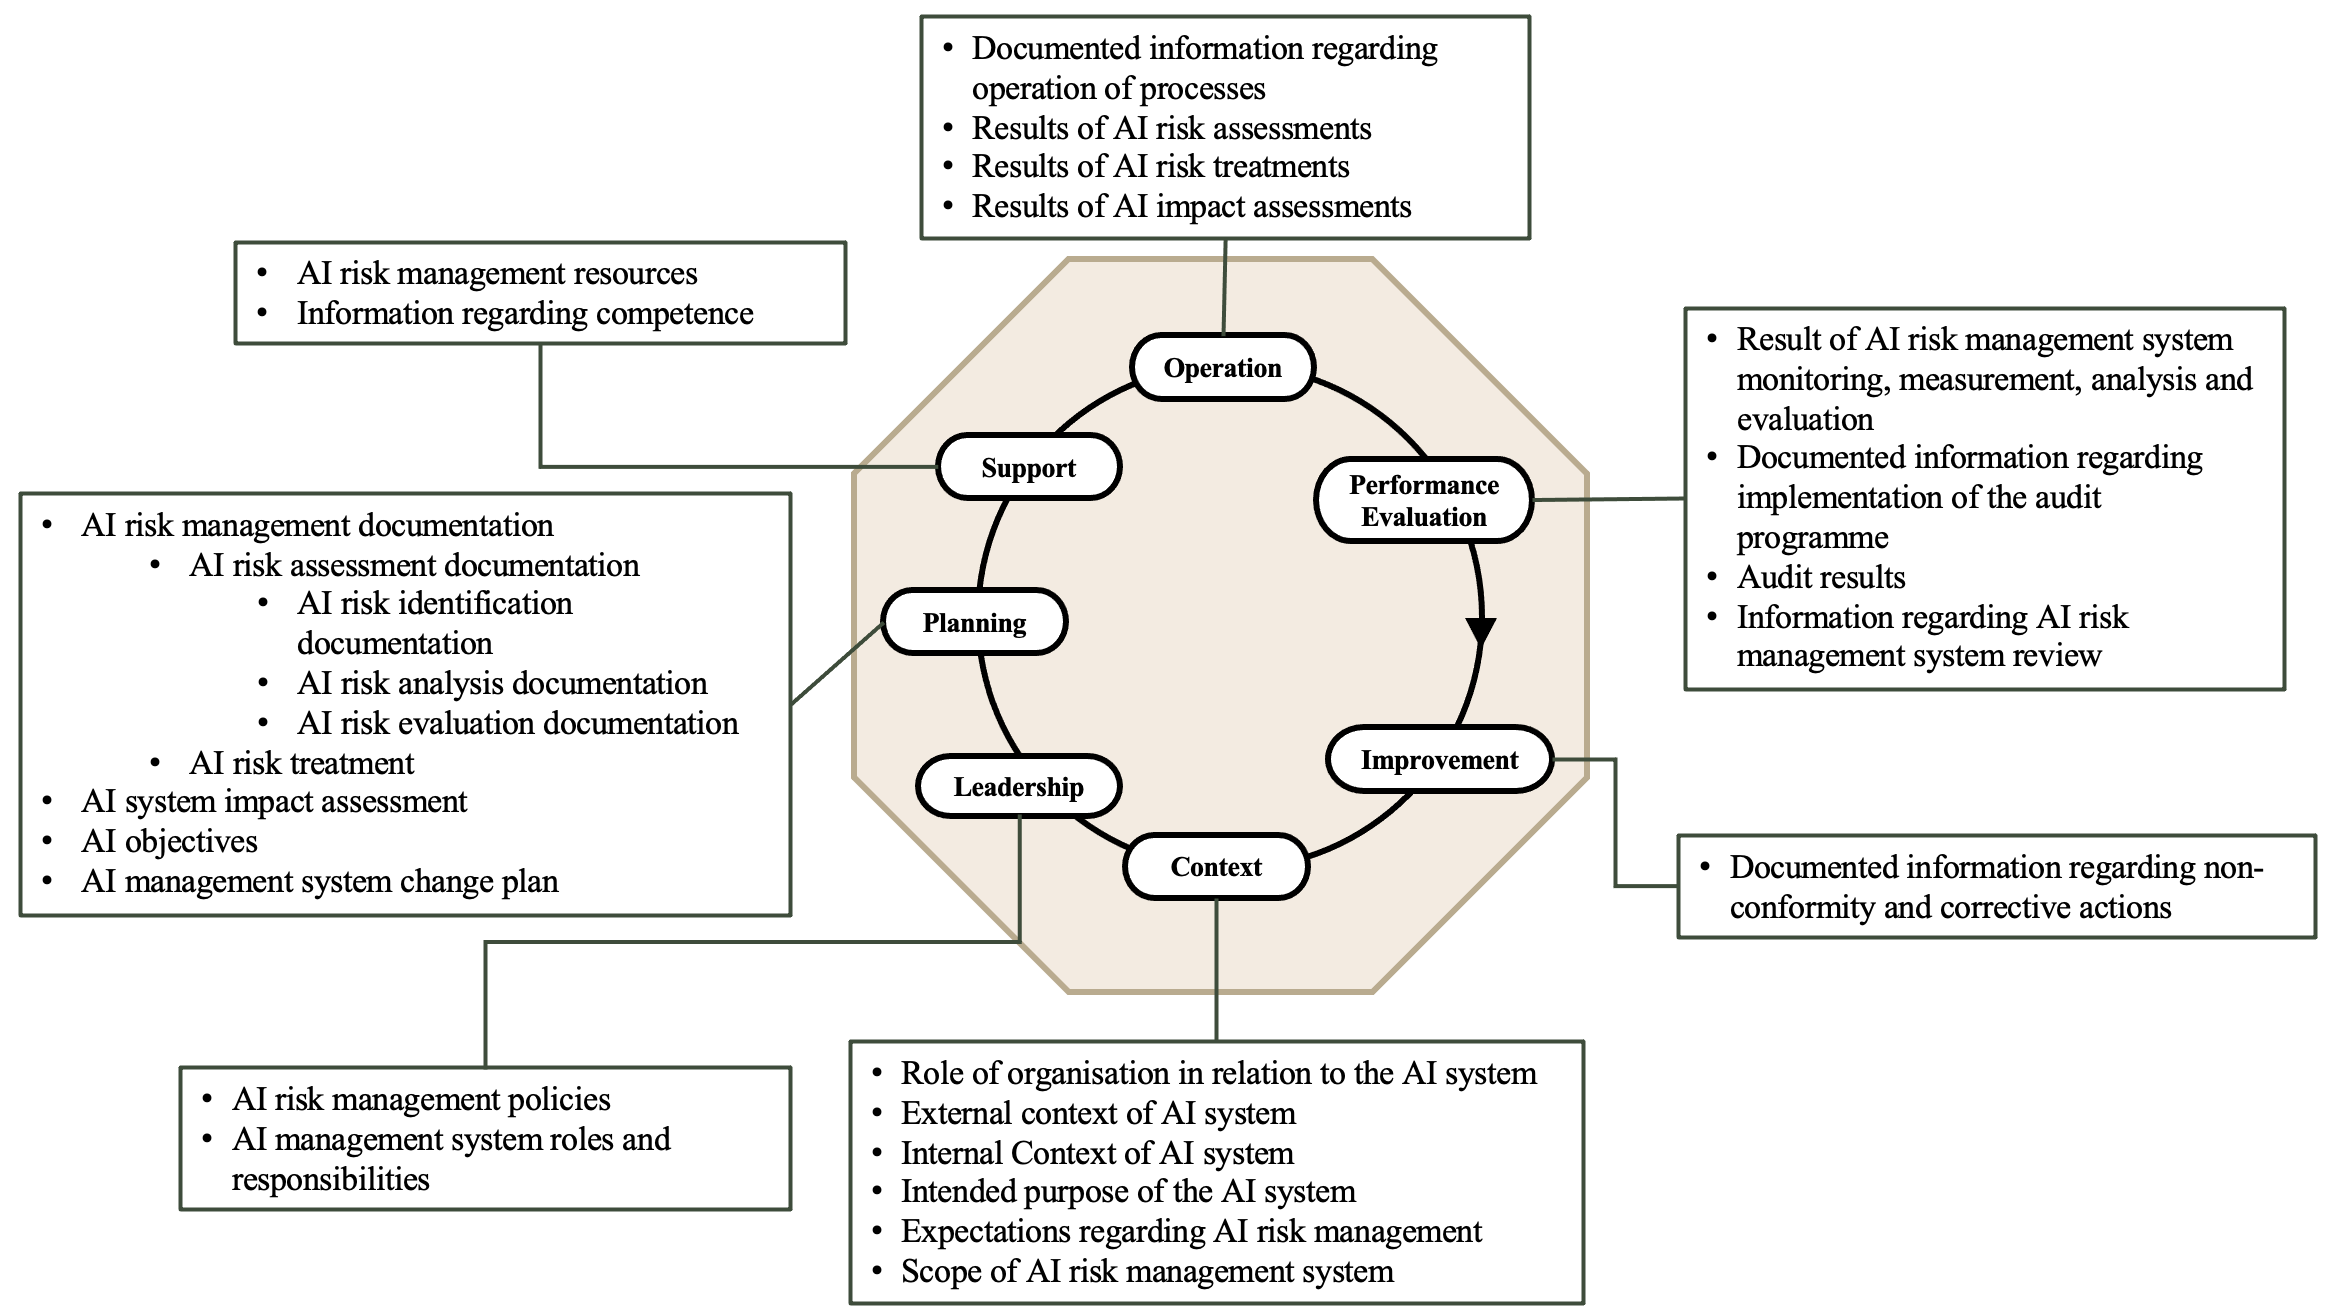 • Documented information regarding
operation of processes
• Results of AI risk assessments
• Results of AI risk treatments
• Results of AI impact assessments
• AI risk management resources
• Information regarding competence
• Result of AI risk management system
monitoring, measurement, analysis and
evaluation
• Documented information regarding
implementation of the audit
programme
• Audit results
• Information regarding AI risk
management system review
Operation
Support
Performance
Evaluation
• AI risk management documentation
• AI risk assessment documentation
• AI risk identification
documentation
• AI risk analysis documentation
• AI risk evaluation documentation
• AI risk treatment
• AI system impact assessment
• AI objectives
• AI management system change plan
Planning
Leadership
Improvement
Context
• Documented information regarding non-
conformity and corrective actions
• AI risk management policies
• AI management system roles and
responsibilities
• Role of organisation in relation to the AI system
• External context of AI system
• Internal Context of AI system
• Intended purpose of the AI system
• Expectations regarding AI risk management
• Scope of AI risk management system